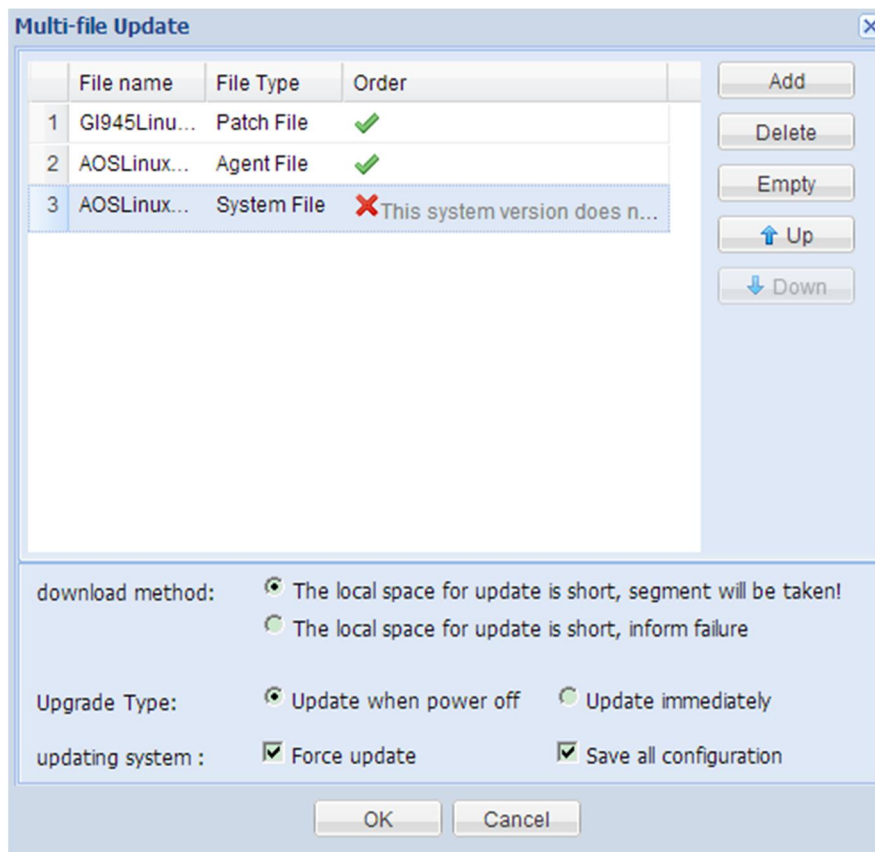 Multi-file Update
File name File Type Order
1 GI945Linu... Patch File
2 AOSLinux... Agent File
3 AOSLinux... System File This system version does n...
Add
Delete
Empty
Up
Down
download method: The local space for update is short, segment will be taken!
The local space for update is short, inform failure
Upgrade Type: Update when power off Update immediately
updating system : Force update Save all configuration
OK Cancel